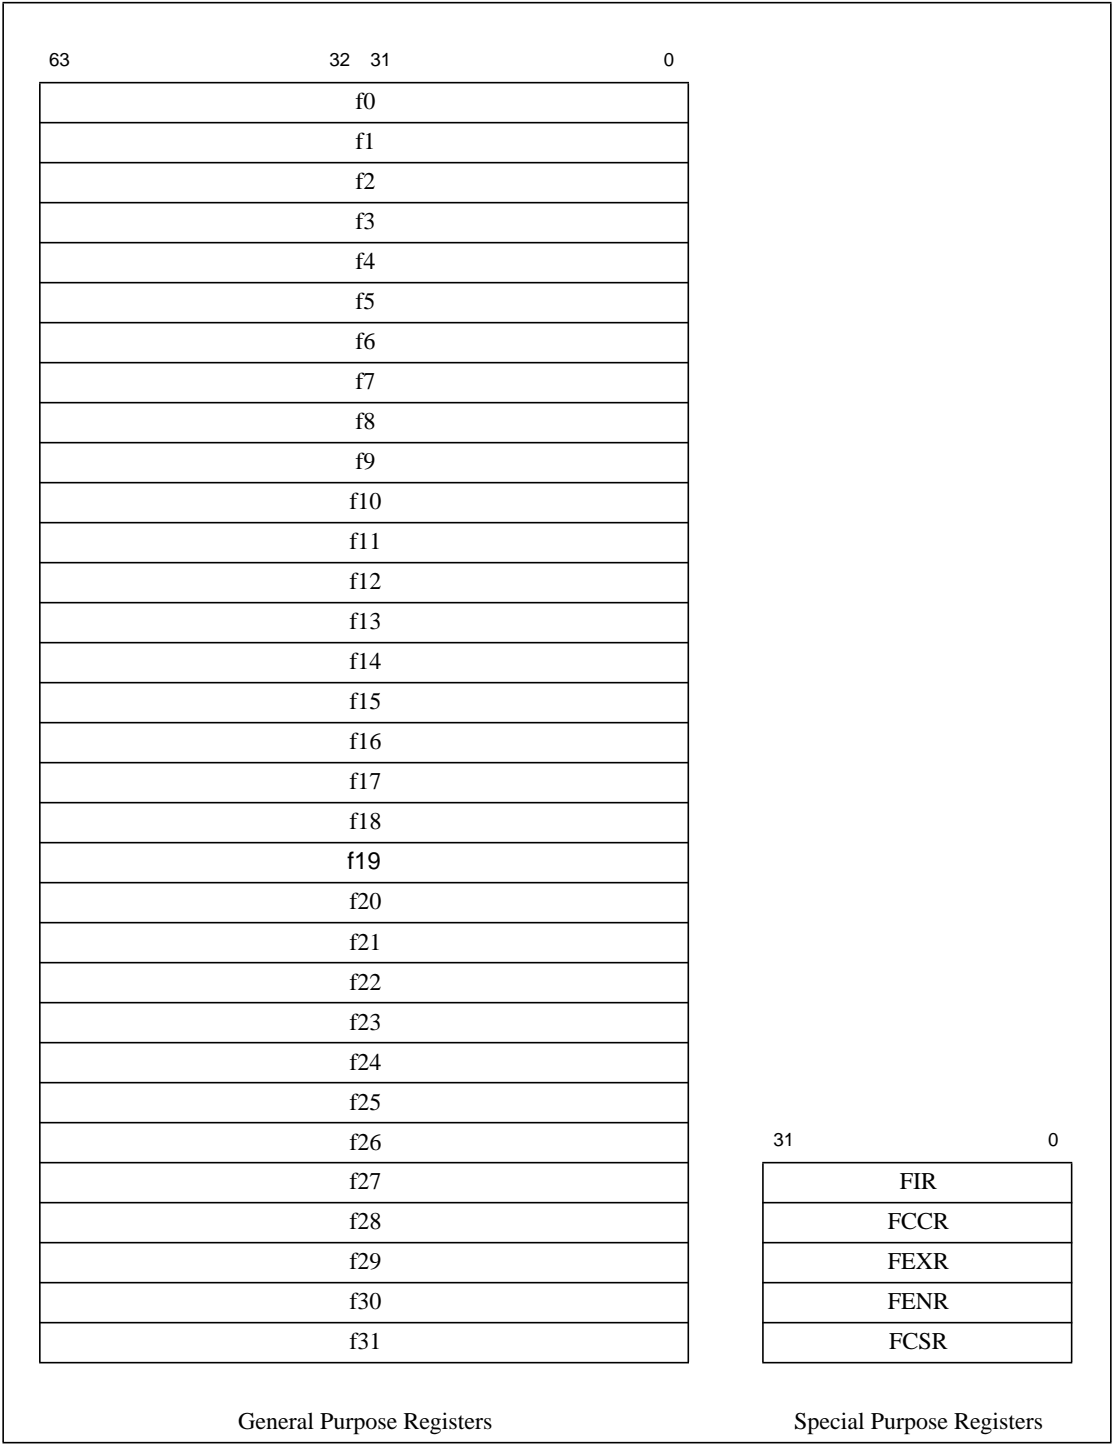 63 32 31 0
f0
f1
f2
f3
f4
f5
f6
f7
f8
f9
f10
f11
f12
f13
f14
f15
f16
f17
f18
f19
f20
f21
f22
f23
f24
f25
f26
f27
f28
f29
f30
f31
General Purpose Registers
31 0
FIR
FCCR
FEXR
FENR
FCSR
Special Purpose Registers